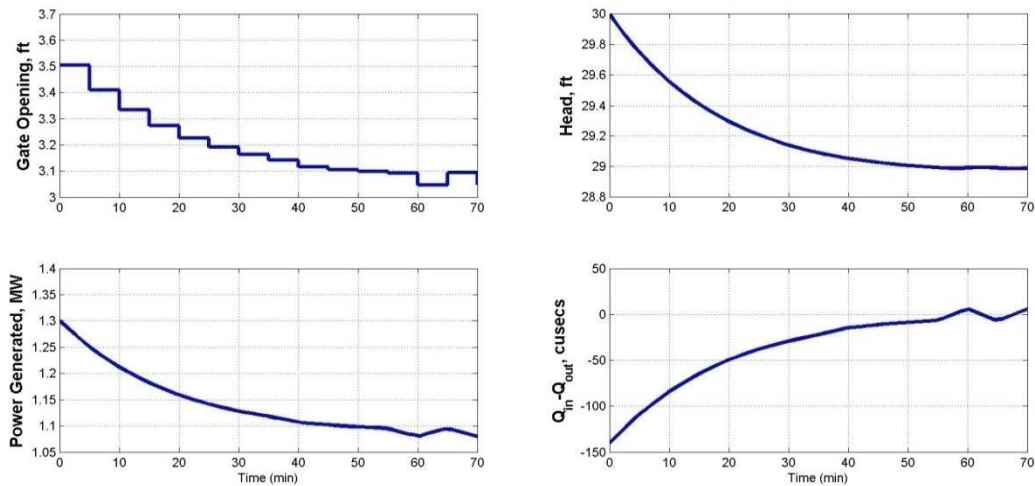 Gate Opening, ft
3.7
3.6
3.5
3.4
3.3
3.2
3.1
3
0 10 20 30 40 50 60 70
Head, ft
30
29.8
29.6
29.4
29.2
29
28.8
0 10 20 30 40 50 60 70
Power Generated, MW
1.4
1.35
1.3
1.25
1.2
1.15
1.1
1.05
0 10 20 30 40 50 60 70
Time (min)
Qin-Qout, cusecs
50
0
-50
-100
-150
0 10 20 30 40 50 60 70
Time (min)